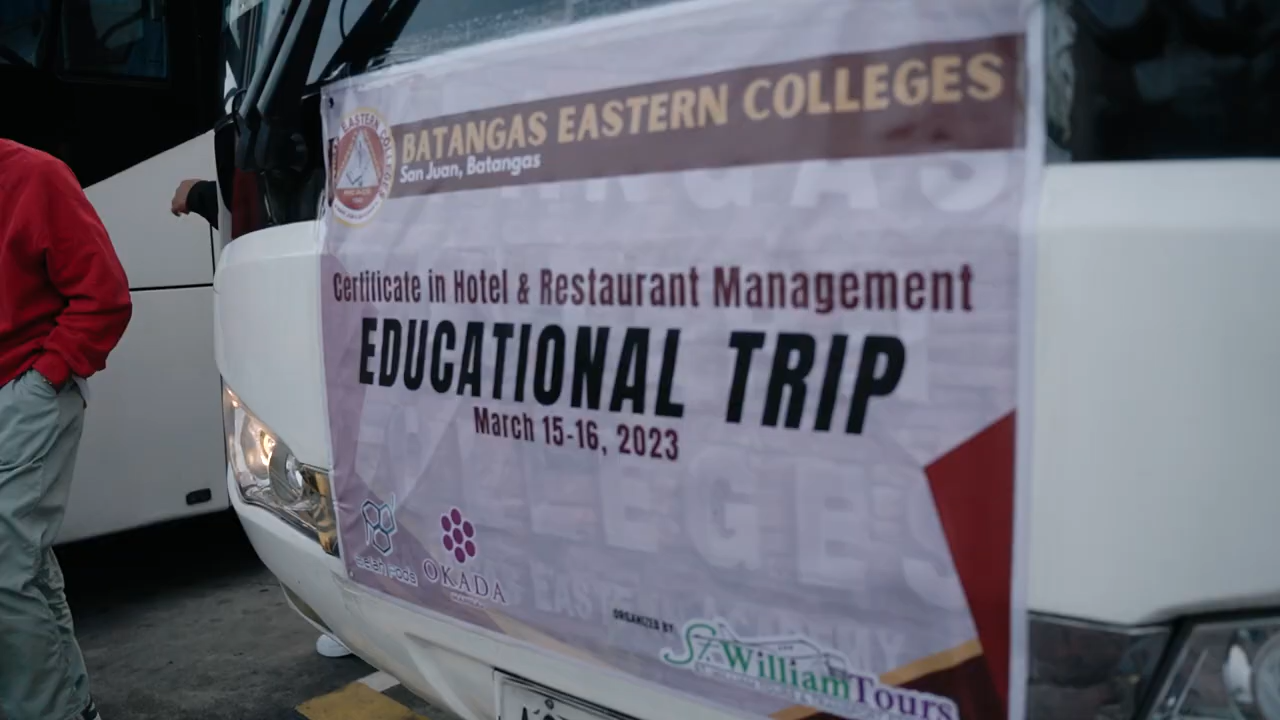 BATANGAS EASTERN COLLEGES
San Juan, Batangas
Certificate in Hotel & Restaurant Management
EDUCATIONAL TRIP
March 15-16, 2023
OKADA
ORGANIZED BY:
St. William Tours